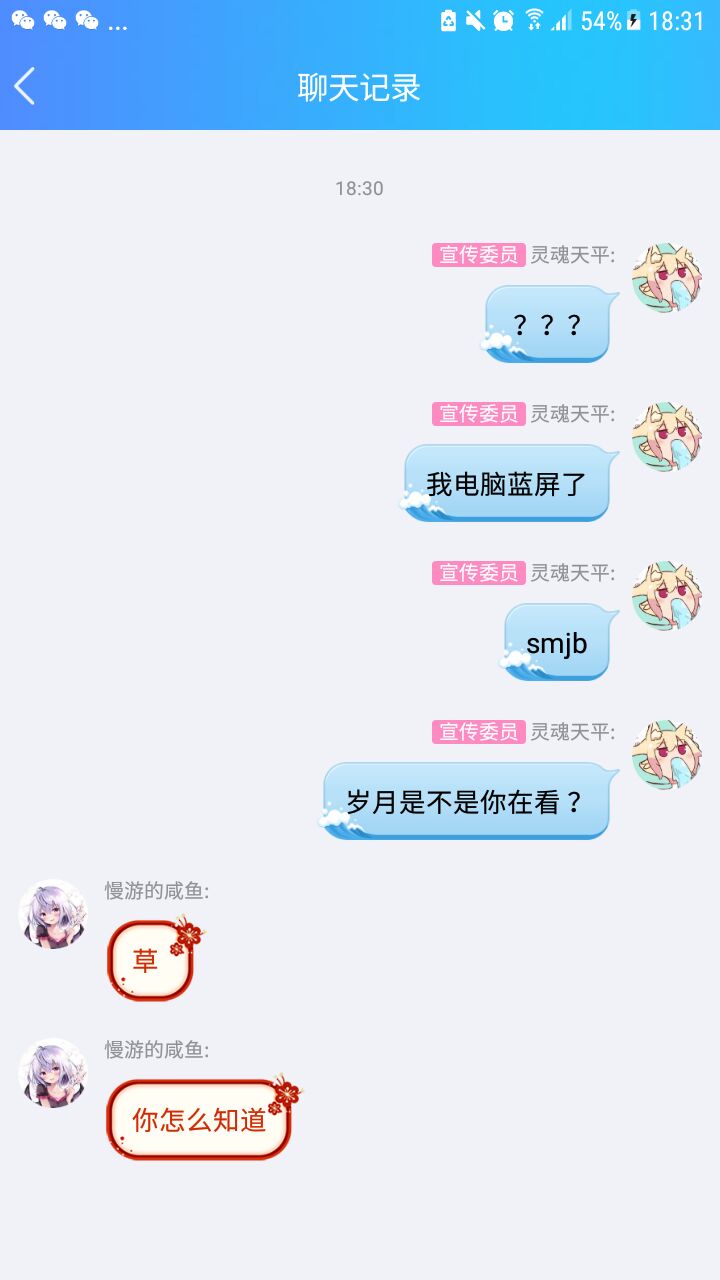 ... 54% 18:31
聊天记录
18:30
宣传委员 灵魂天平:
？？？
宣传委员 灵魂天平:
我电脑蓝屏了
宣传委员 灵魂天平:
smjb
宣传委员 灵魂天平:
岁月是不是你在看？
慢游的咸鱼:
草
慢游的咸鱼:
你怎么知道